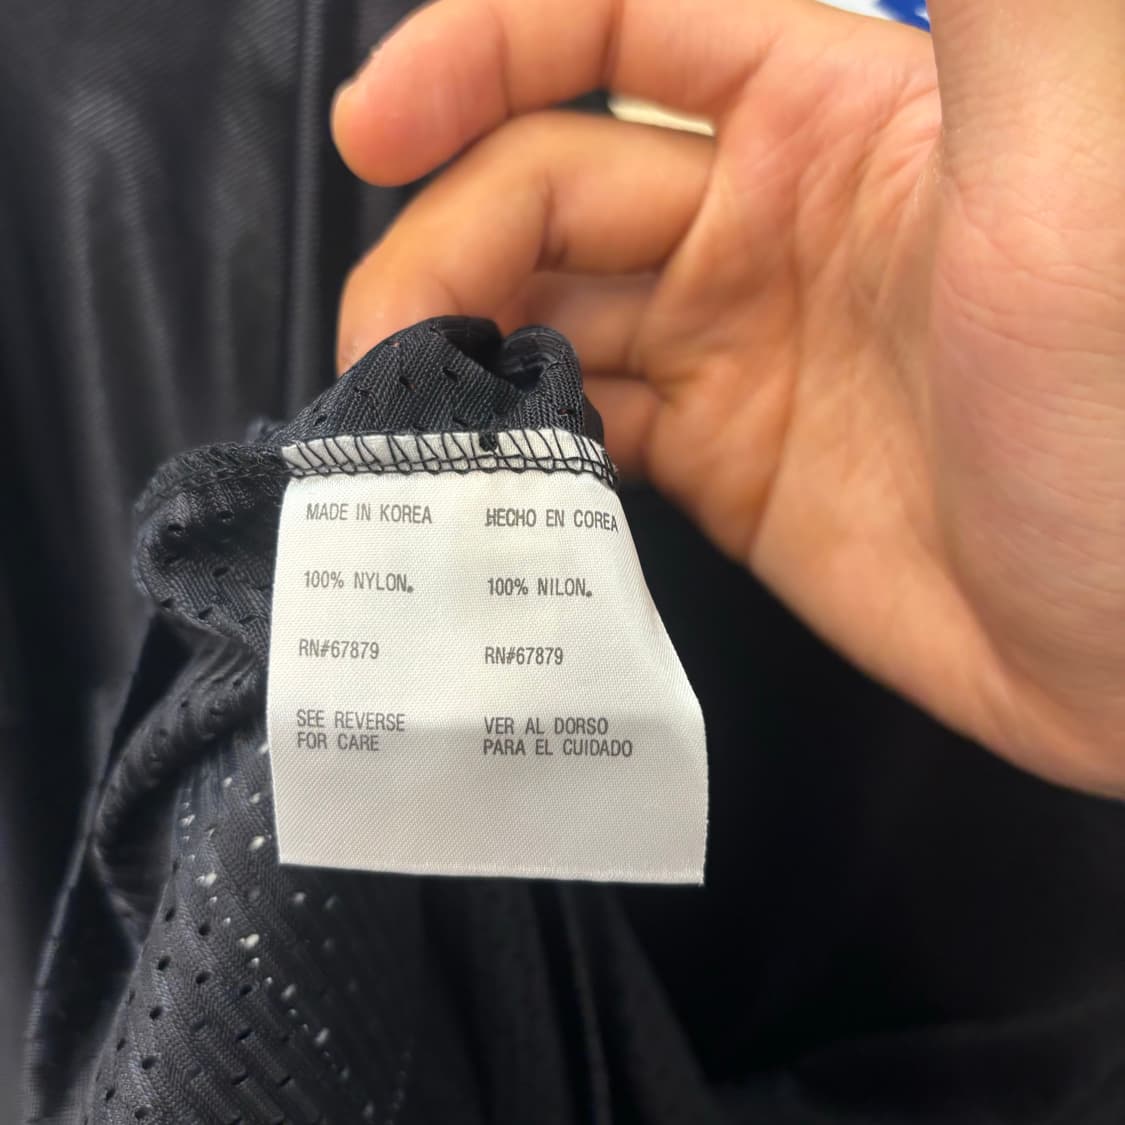 MADE IN KOREA
100% NYLON.
RN#67879
SEE REVERSE
FOR CARE
HECHO EN COREA
100% NILON.
RN#67879
VER AL DORSO
PARA EL CUIDADO